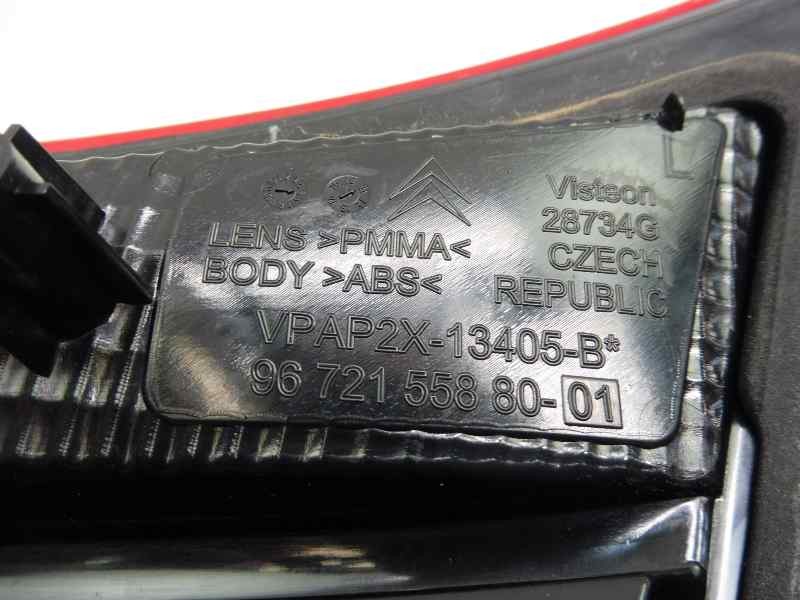 L
Visteon
28734G
LENS >PMMA<
CZECH
BODY >ABS<
REPUBLIC
VPAP2X-13405-B*
96 721 558 80-01